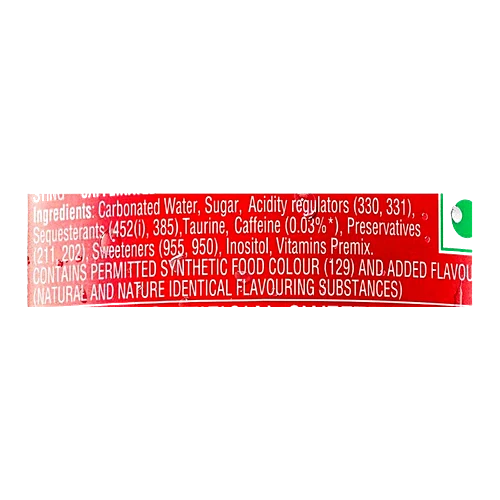 Ingredients: Carbonated Water, Sugar, Acidity regulators (330, 331),
Sequesterants (452(i), 385),Taurine, Caffeine (0.03%*), Preservatives
(211, 202), Sweeteners (955, 950), Inositol, Vitamins Premix.
CONTAINS PERMITTED SYNTHETIC FOOD COLOUR (129) AND ADDED FLAVOU
(NATURAL AND NATURE IDENTICAL FLAVOURING SUBSTANCES)